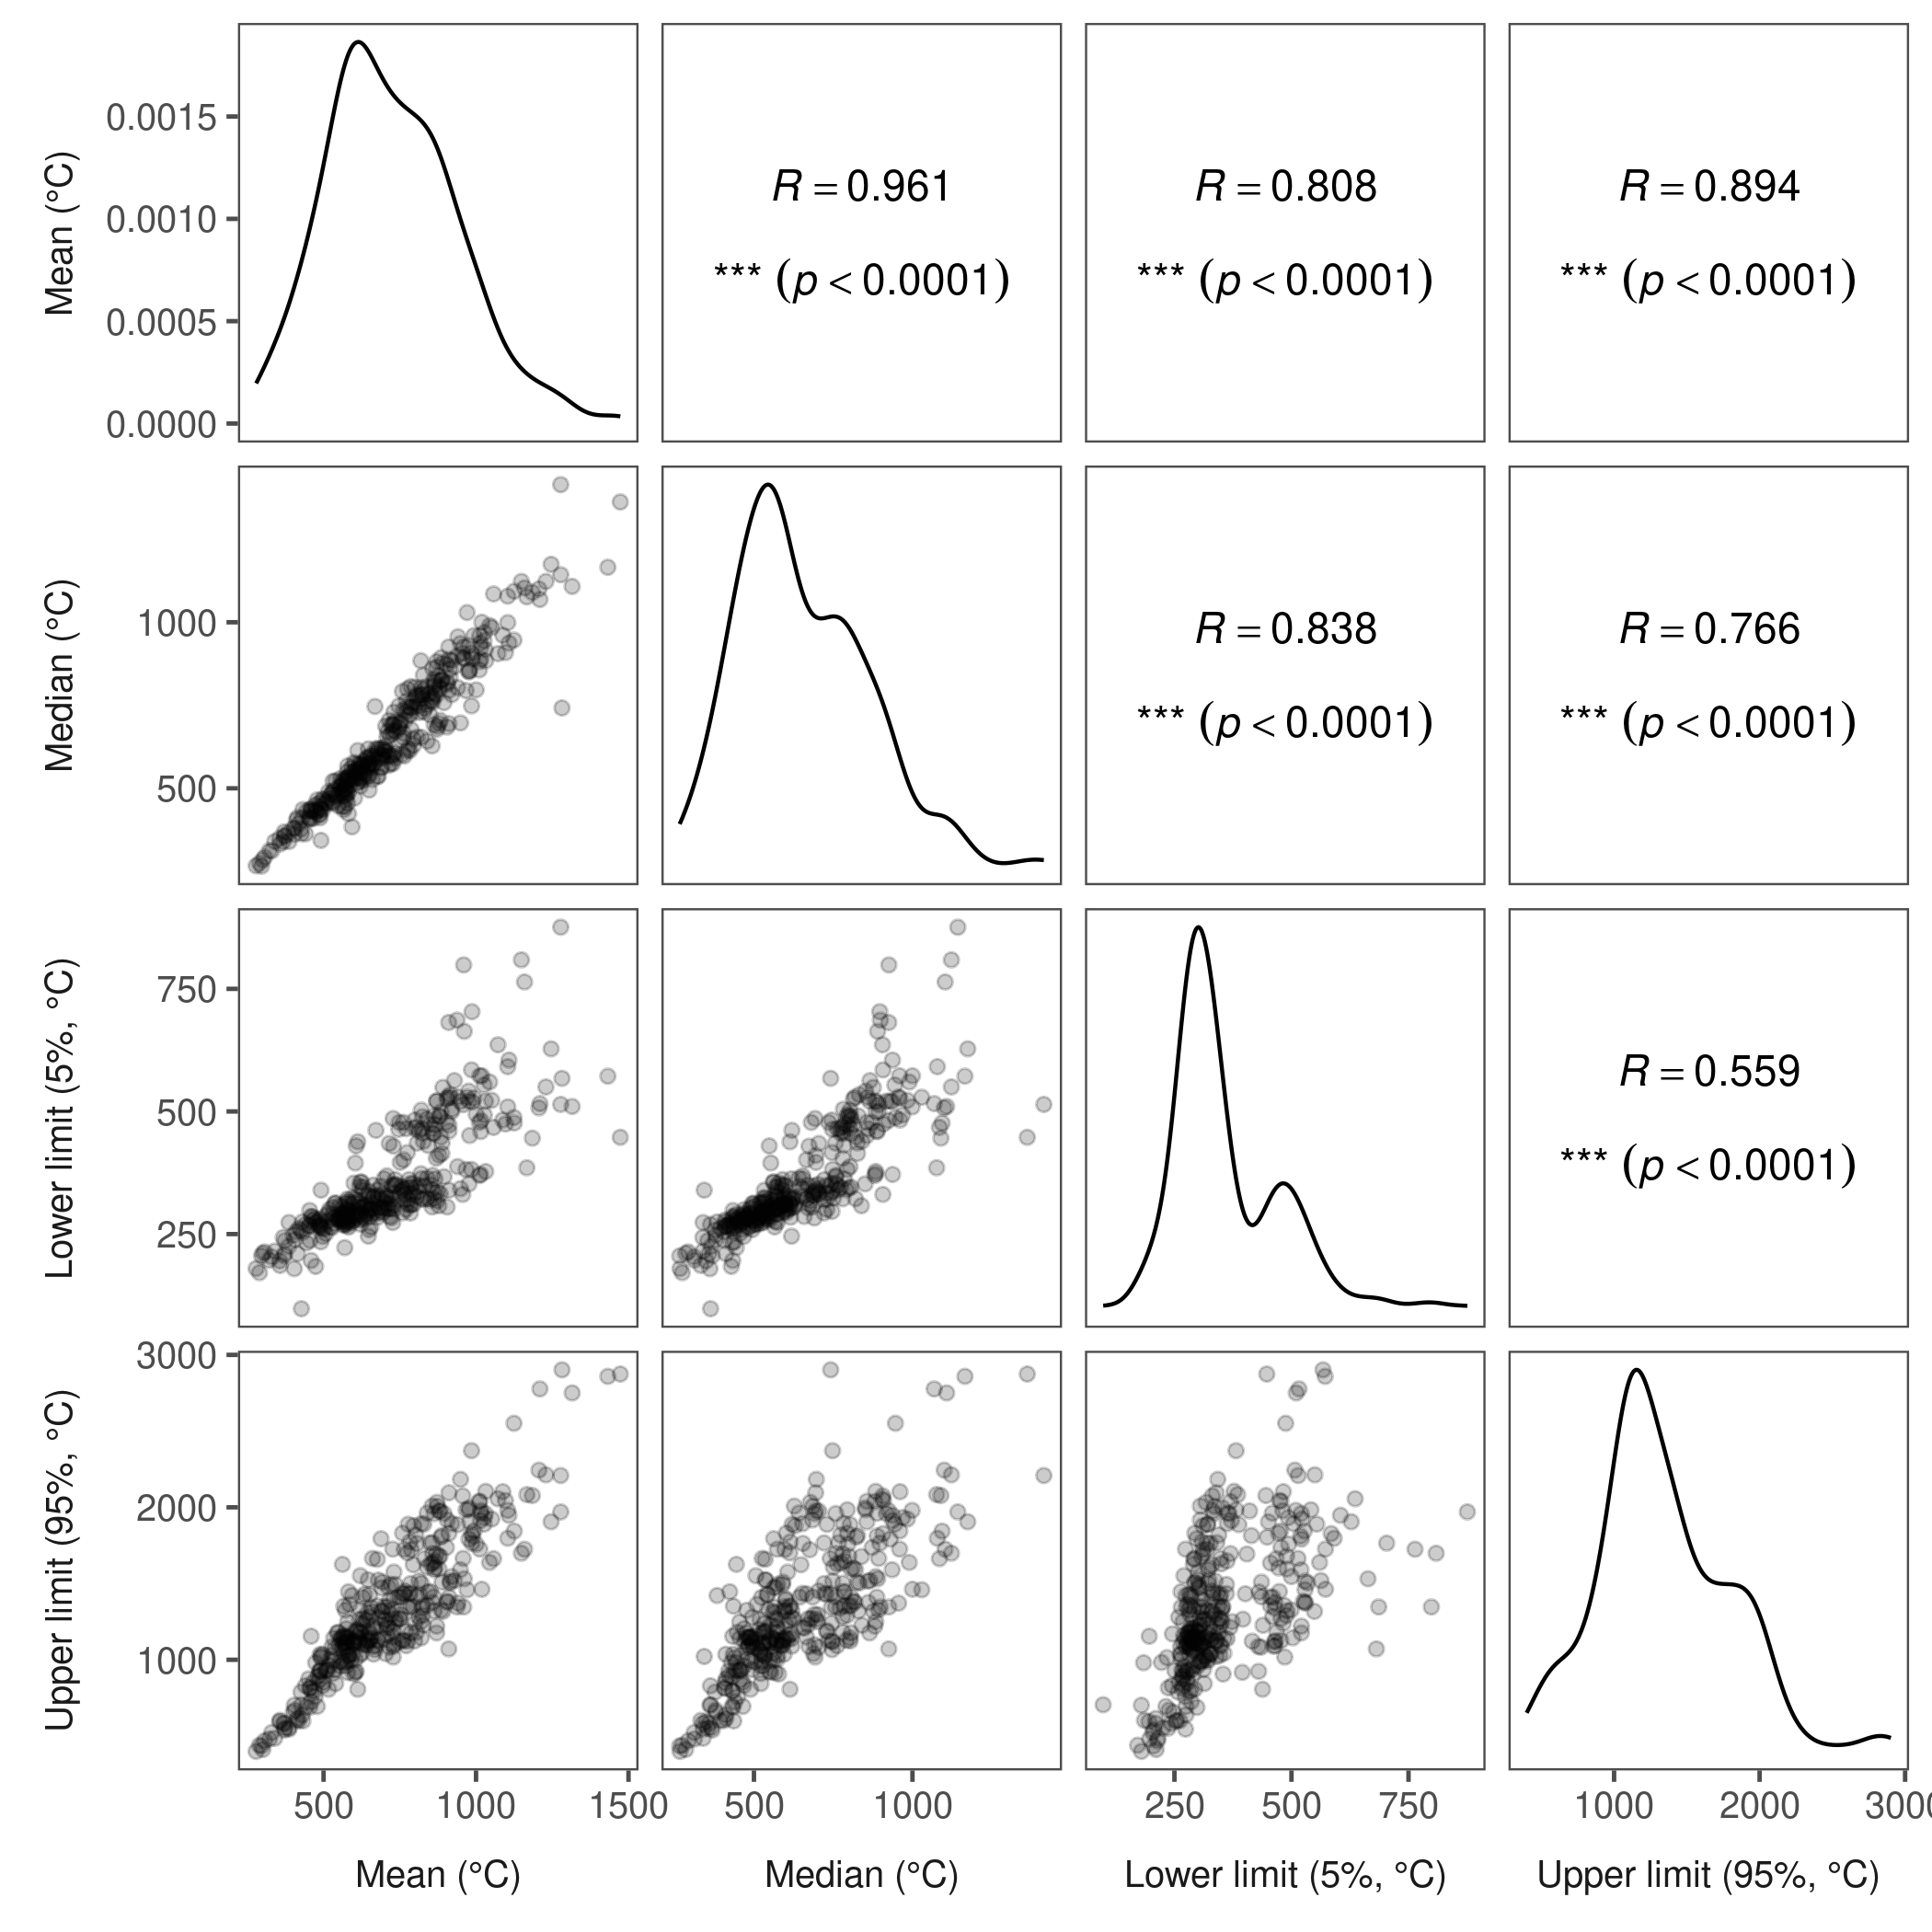 Mean (°C)
0.0015
0.0010
0.0005
0.0000
R = 0.961
*** (p < 0.0001)
R = 0.808
*** (p < 0.0001)
R = 0.894
*** (p < 0.0001)
Median (°C)
1000
500
R = 0.838
*** (p < 0.0001)
R = 0.766
*** (p < 0.0001)
Lower limit (5%, °C)
750
500
250
R = 0.559
*** (p < 0.0001)
Upper limit (95%, °C)
3000
2000
1000
500 1000 1500
500 1000
250 500 750
1000 2000 3000
Mean (°C)
Median (°C)
Lower limit (5%, °C)
Upper limit (95%, °C)